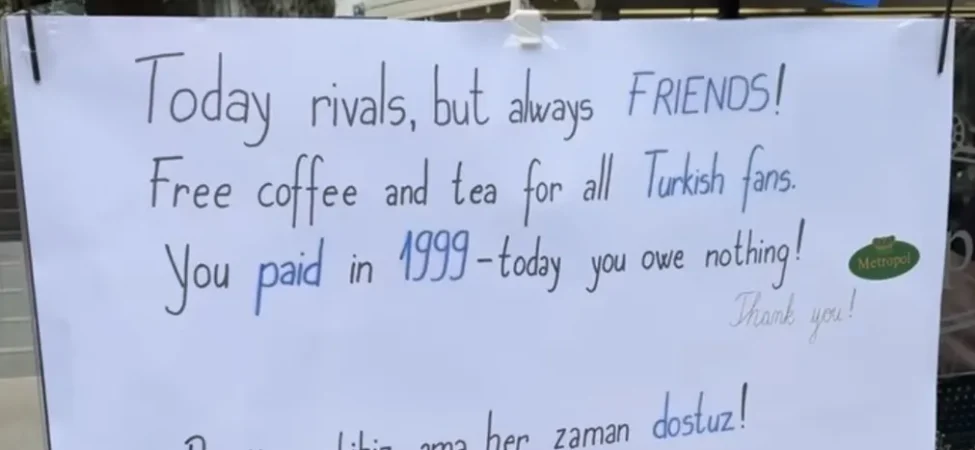 Today rivals, but always FRIENDS!
Free coffee and tea for all Turkish fans.
You paid in 1999-today you owe nothing!
Metropol
Thank you!
ama her zaman dostuz!